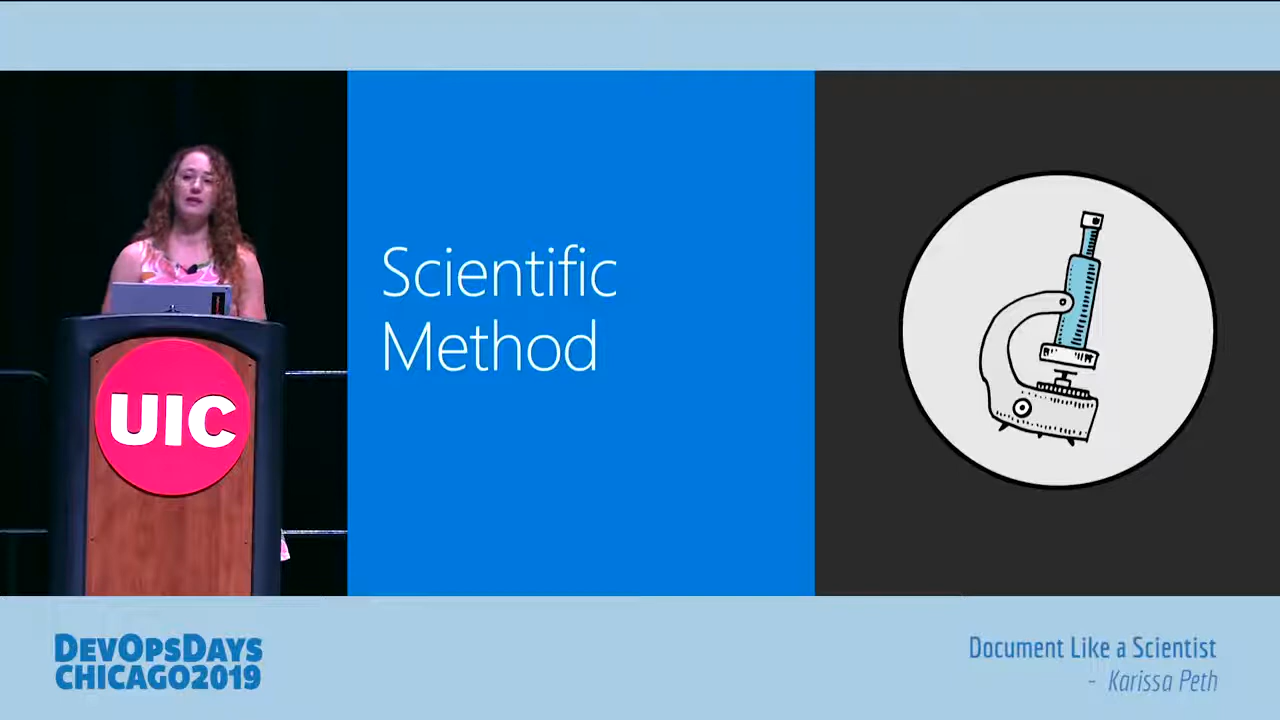 Scientific
Method
UIC
DEVOPSDAYS
CHICAGO2019
Document Like a Scientist
- Karissa Peth